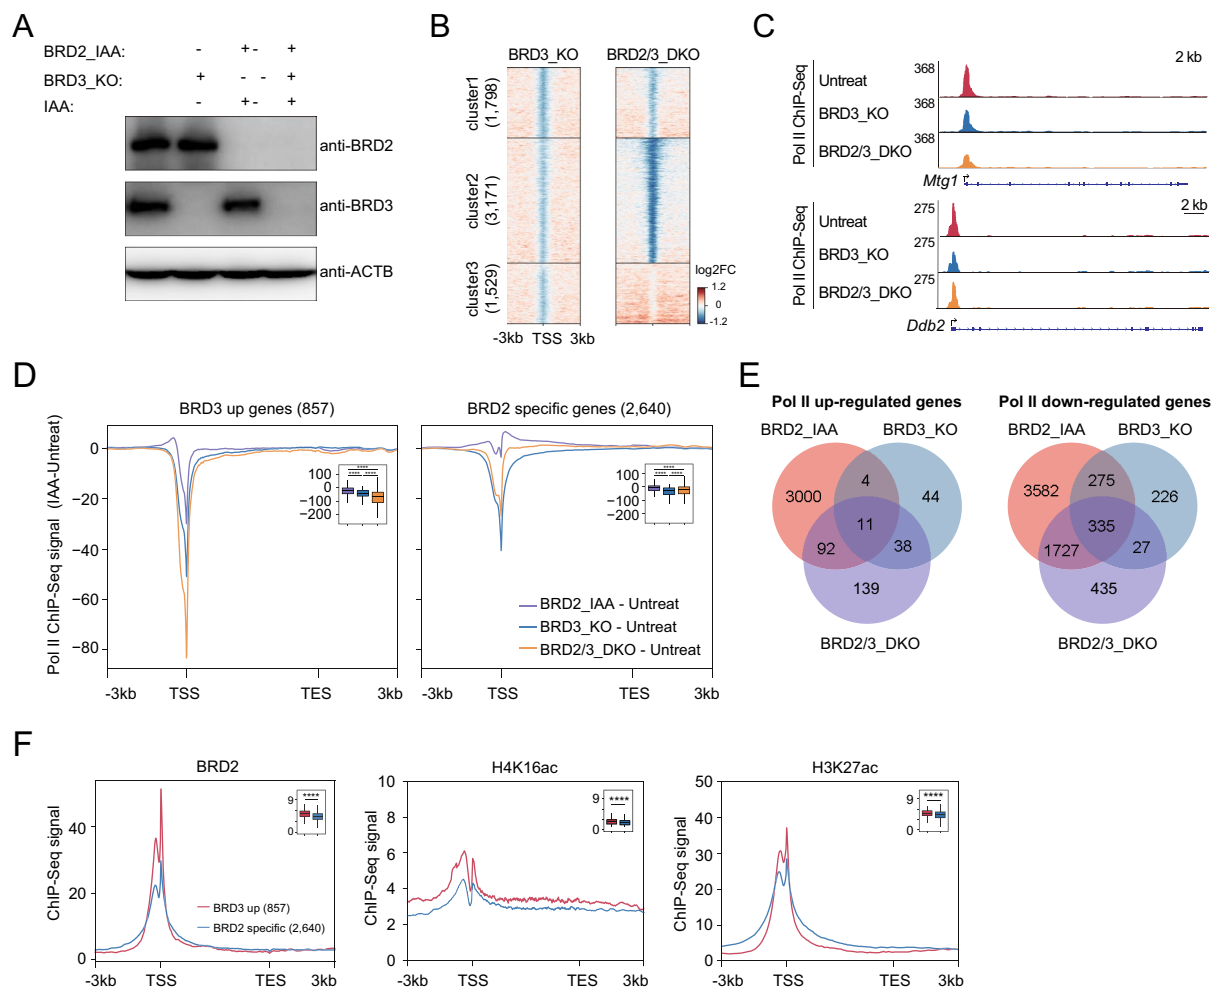 A
BRD2_IAA: - + - +
BRD3_KO: + - - +
IAA: - + - +
anti-BRD2
anti-BRD3
anti-ACTB
B
BRD3_KO BRD2/3_DKO
cluster1
(1,798)
cluster2
(3,171)
cluster3
(1,529)
log2FC
1.2
0
-1.2
-3kb TSS 3kb
C
2 kb
Pol II ChIP-Seq
368
Untreat
368
BRD3_KO
368
BRD2/3_DKO
Mtg1
2 kb
Pol II ChIP-Seq
275
Untreat
275
BRD3_KO
275
BRD2/3_DKO
Ddb2
D
BRD3 up genes (857)
BRD2 specific genes (2,640)
Pol II ChIP-Seq signal (IAA-Untreat)
0
−20
−40
−60
−80
100
0
−100
−200
**** **** ****
100
0
−100
−200
**** **** ****
BRD2_IAA - Untreat
BRD3_KO - Untreat
BRD2/3_DKO - Untreat
-3kb TSS TES 3kb
-3kb TSS TES 3kb
E
Pol II up-regulated genes
BRD2_IAA BRD3_KO
3000 4 44
11
92 38
139
BRD2/3_DKO
Pol II down-regulated genes
BRD2_IAA BRD3_KO
3582 275 226
335
1727 27
435
BRD2/3_DKO
F
BRD2
ChIP-Seq signal
40
20
0
9
0
****
BRD3 up (857)
BRD2 specific (2,640)
-3kb TSS TES 3kb
H4K16ac
ChIP-Seq signal
10
8
6
4
2
0
9
0
****
-3kb TSS TES 3kb
H3K27ac
ChIP-Seq signal
50
40
30
20
10
0
9
0
****
-3kb TSS TES 3kb